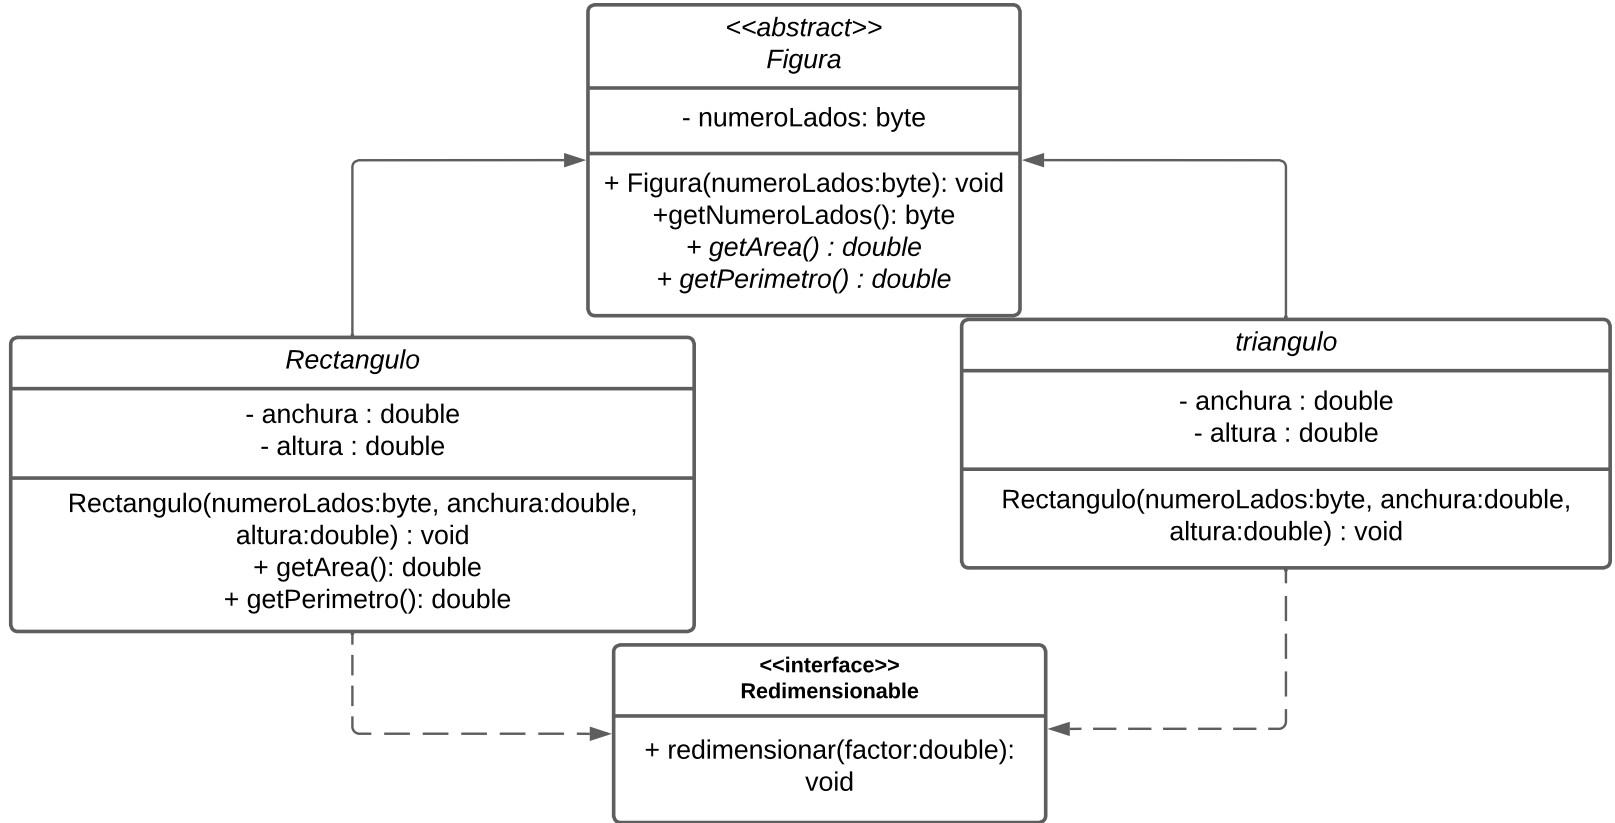 <<abstract>>
Figura
- numeroLados: byte
+ Figura(numeroLados:byte): void
+getNumeroLados(): byte
+ getArea() : double
+ getPerimetro() : double
Rectangulo
- anchura : double
- altura : double
Rectangulo(numeroLados:byte, anchura:double,
altura:double) : void
+ getArea(): double
+ getPerimetro(): double
triangulo
- anchura : double
- altura : double
Rectangulo(numeroLados:byte, anchura:double,
altura:double) : void
<<interface>>
Redimensionable
+ redimensionar(factor:double):
void